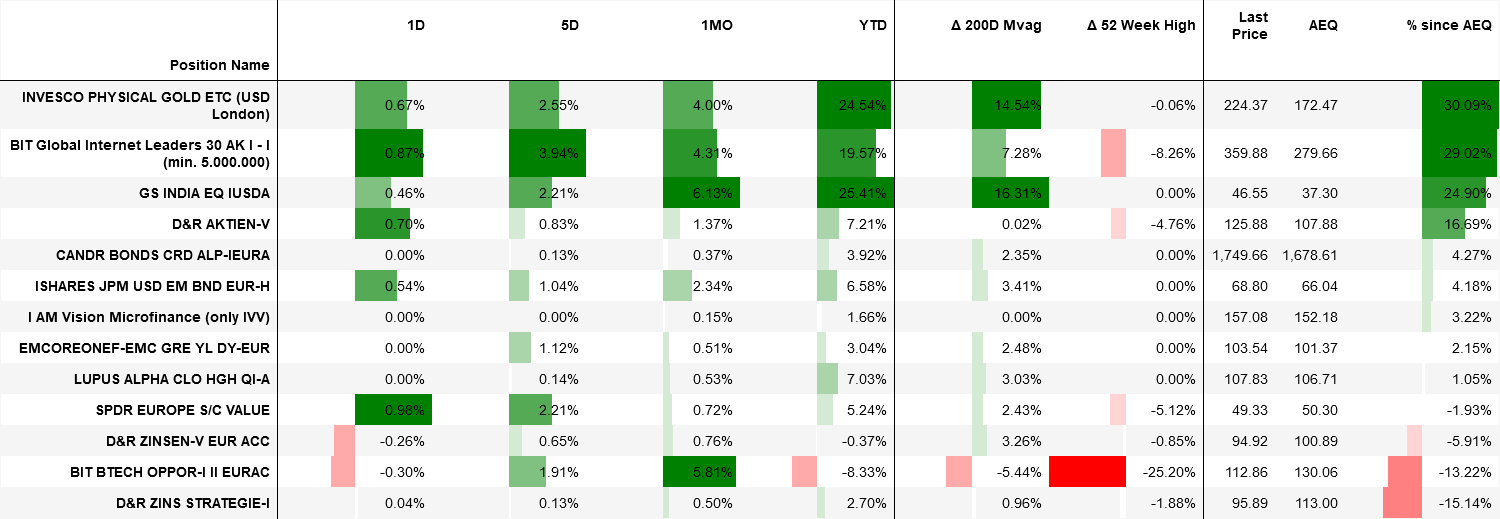 Position Name 1D 5D 1MO YTD Δ 200D Mvag Δ 52 Week High Last Price AEQ % since AEQ
INVESCO PHYSICAL GOLD ETC (USD London) 0.67% 2.55% 4.00% 24.54% 14.54% -0.06% 224.37 172.47 30.09%
BIT Global Internet Leaders 30 AK I - I (min. 5.000.000) 0.87% 3.94% 4.31% 19.57% 7.28% -8.26% 359.88 279.66 29.02%
GS INDIA EQ IUSDA 0.46% 2.21% 6.13% 25.41% 16.31% 0.00% 46.55 37.30 24.90%
D&R AKTIEN-V 0.70% 0.83% 1.37% 7.21% 0.02% -4.76% 125.88 107.88 16.69%
CANDR BONDS CRD ALP-IEURA 0.00% 0.13% 0.37% 3.92% 2.35% 0.00% 1,749.66 1,678.61 4.27%
ISHARES JPM USD EM BND EUR-H 0.54% 1.04% 2.34% 6.58% 3.41% 0.00% 68.80 66.04 4.18%
I AM Vision Microfinance (only IVV) 0.00% 0.00% 0.15% 1.66% 0.00% 0.00% 157.08 152.18 3.22%
EMCOREONEF-EMC GRE YL DY-EUR 0.00% 1.12% 0.51% 3.04% 2.48% 0.00% 103.54 101.37 2.15%
LUPUS ALPHA CLO HGH QI-A 0.00% 0.14% 0.53% 7.03% 3.03% 0.00% 107.83 106.71 1.05%
SPDR EUROPE S/C VALUE 0.98% 2.21% 0.72% 5.24% 2.43% -5.12% 49.33 50.30 -1.93%
D&R ZINSEN-V EUR ACC -0.26% 0.65% 0.76% -0.37% 3.26% -0.85% 94.92 100.89 -5.91%
BIT BTECH OPPOR-I II EURAC -0.30% 1.91% 5.81% -8.33% -5.44% -25.20% 112.86 130.06 -13.22%
D&R ZINS STRATEGIE-I 0.04% 0.13% 0.50% 2.70% 0.96% -1.88% 95.89 113.00 -15.14%